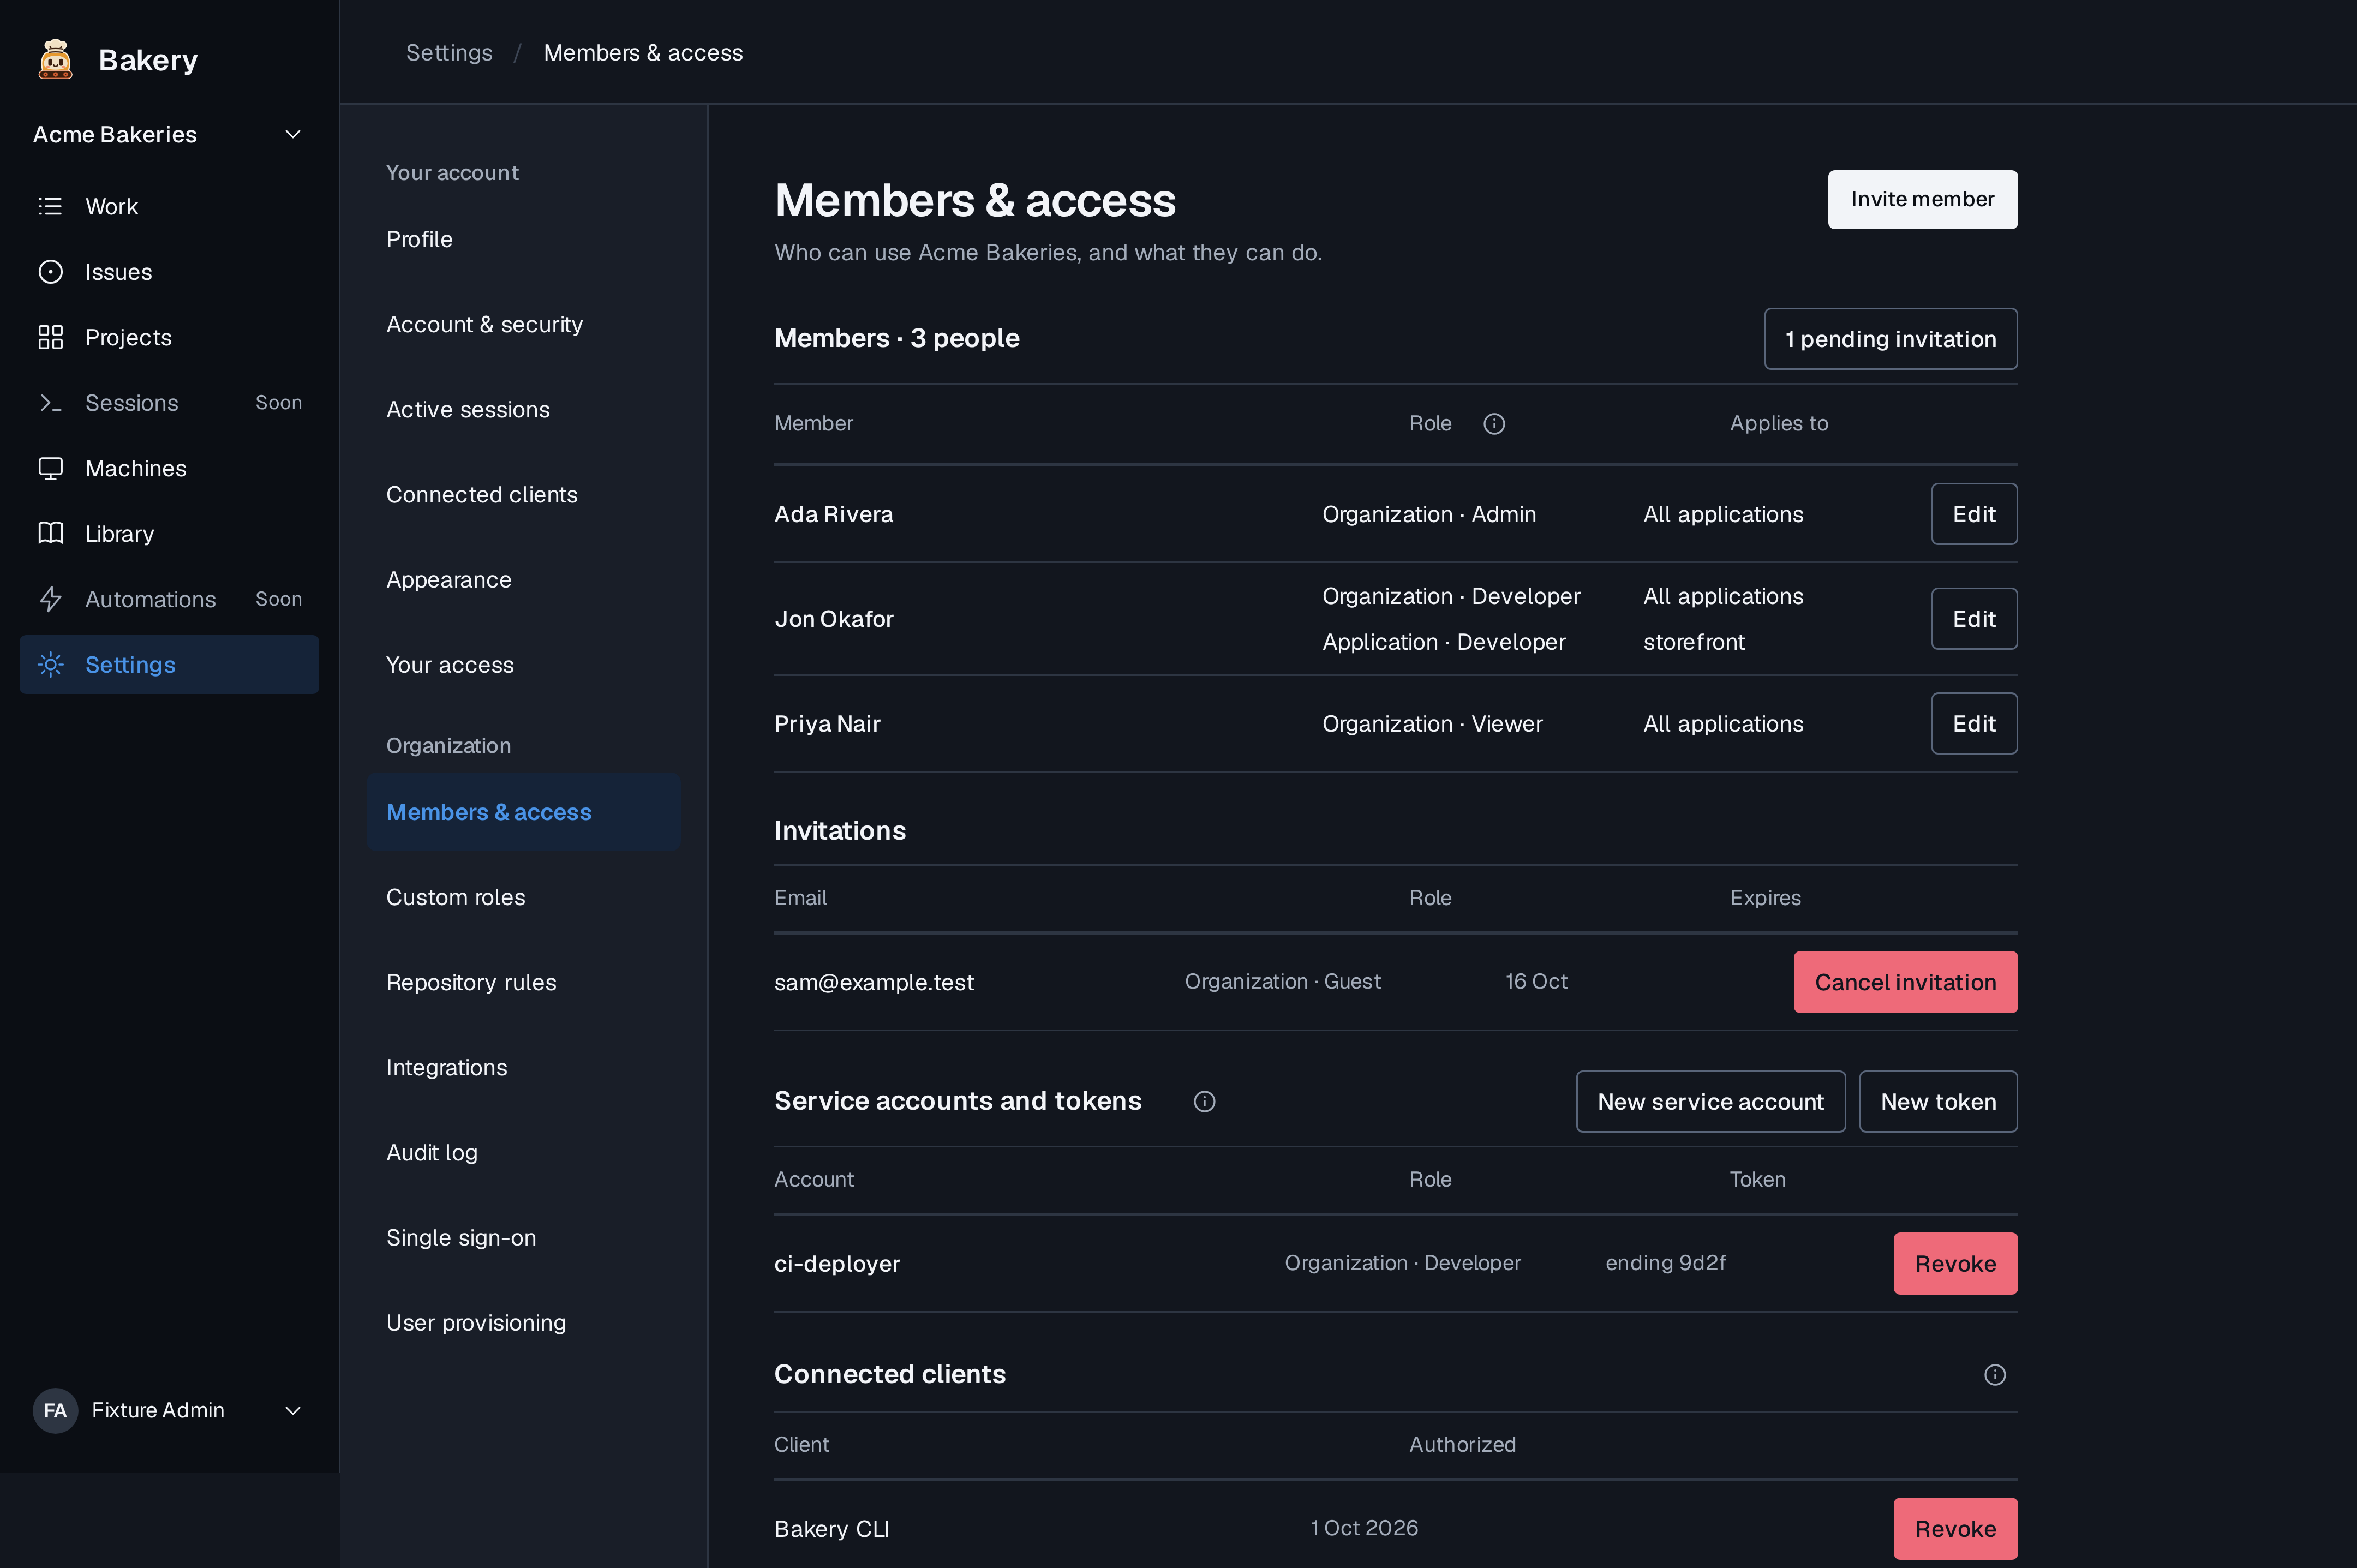 Bakery
Acme Bakeries
Work
Issues
Projects
Sessions Soon
Machines
Library
Automations Soon
Settings
FA Fixture Admin
Settings / Members & access
Your account
Profile
Account & security
Active sessions
Connected clients
Appearance
Your access
Organization
Members & access
Custom roles
Repository rules
Integrations
Audit log
Single sign-on
User provisioning
Members & access
Invite member
Who can use Acme Bakeries, and what they can do.
Members · 3 people
1 pending invitation
Member Role Applies to
Ada Rivera Organization · Admin All applications Edit
Jon Okafor Organization · Developer All applications Edit
Application · Developer storefront
Priya Nair Organization · Viewer All applications Edit
Invitations
Email Role Expires
sam@example.test Organization · Guest 16 Oct Cancel invitation
Service accounts and tokens New service account New token
Account Role Token
ci-deployer Organization · Developer ending 9d2f Revoke
Connected clients
Client Authorized
Bakery CLI 1 Oct 2026 Revoke